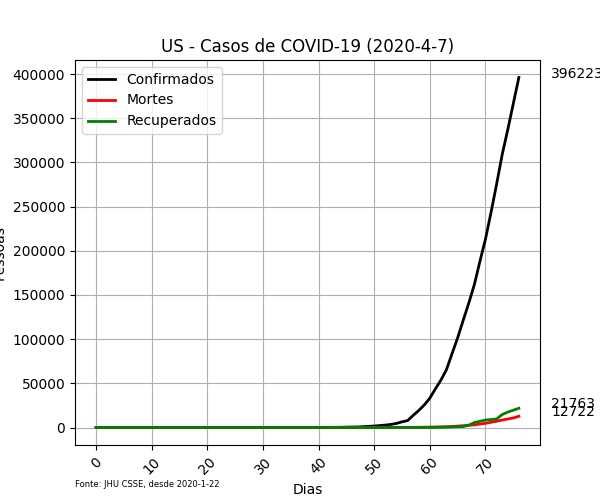 US - Casos de COVID-19 (2020-4-7)
Confirmados
Mortes
Recuperados
400000
350000
300000
250000
200000
150000
100000
50000
0
396223
21763
12722
0 10 20 30 40 50 60 70
Dias
Fonte: JHU CSSE, desde 2020-1-22